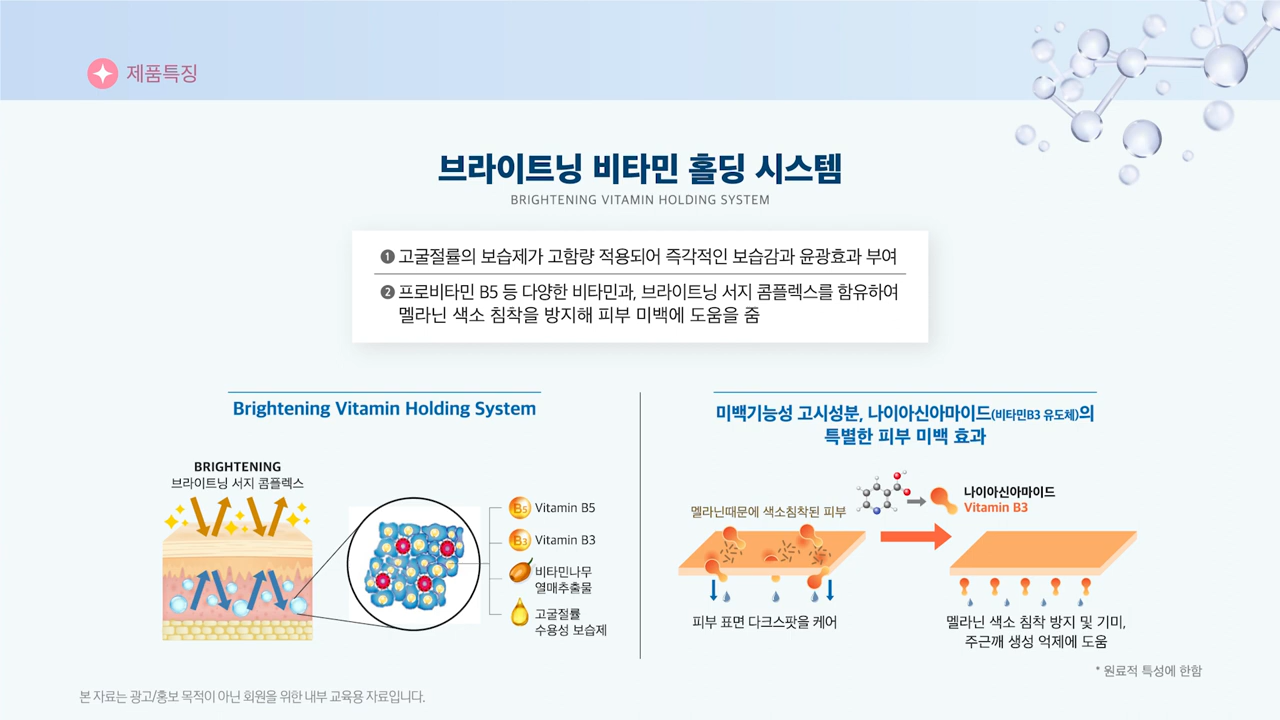 제품특징
브라이트닝 비타민 홀딩 시스템
BRIGHTENING VITAMIN HOLDING SYSTEM
❶ 고굴절률의 보습제가 고함량 적용되어 즉각적인 보습감과 윤광효과 부여
❷ 프로비타민 B5 등 다양한 비타민과, 브라이트닝 서지 콤플렉스를 함유하여
멜라닌 색소 침착을 방지해 피부 미백에 도움을 줌
Brightening Vitamin Holding System
BRIGHTENING
브라이트닝 서지 콤플렉스
B5 Vitamin B5
B3 Vitamin B3
비타민나무
열매추출물
고굴절률
수용성 보습제
미백기능성 고시성분, 나이아신아마이드(비타민B3 유도체)의
특별한 피부 미백 효과
멜라닌때문에 색소침착된 피부
나이아신아마이드
Vitamin B3
피부 표면 다크스팟을 케어
멜라닌 색소 침착 방지 및 기미,
주근깨 생성 억제에 도움
* 원료적 특성에 한함
본 자료는 광고/홍보 목적이 아닌 회원을 위한 내부 교육용 자료입니다.